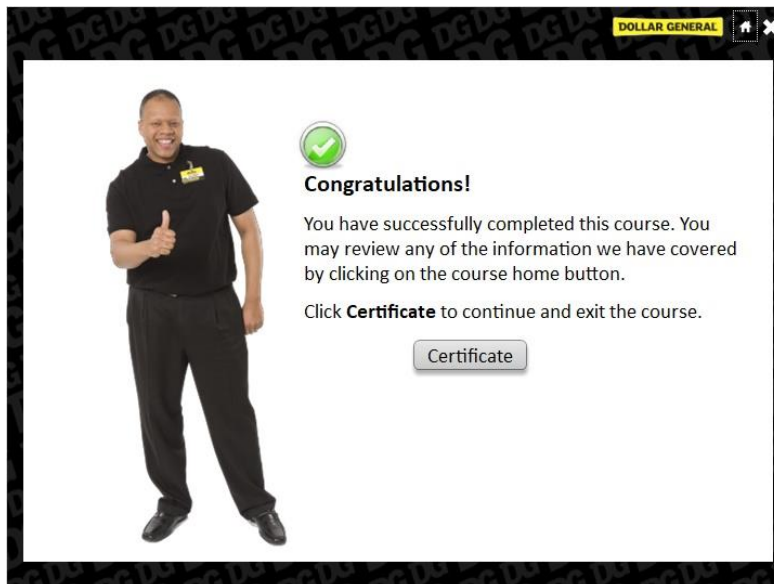 DOLLAR GENERAL
Congratulations!
You have successfully completed this course. You
may review any of the information we have covered
by clicking on the course home button.
Click Certificate to continue and exit the course.
Certificate